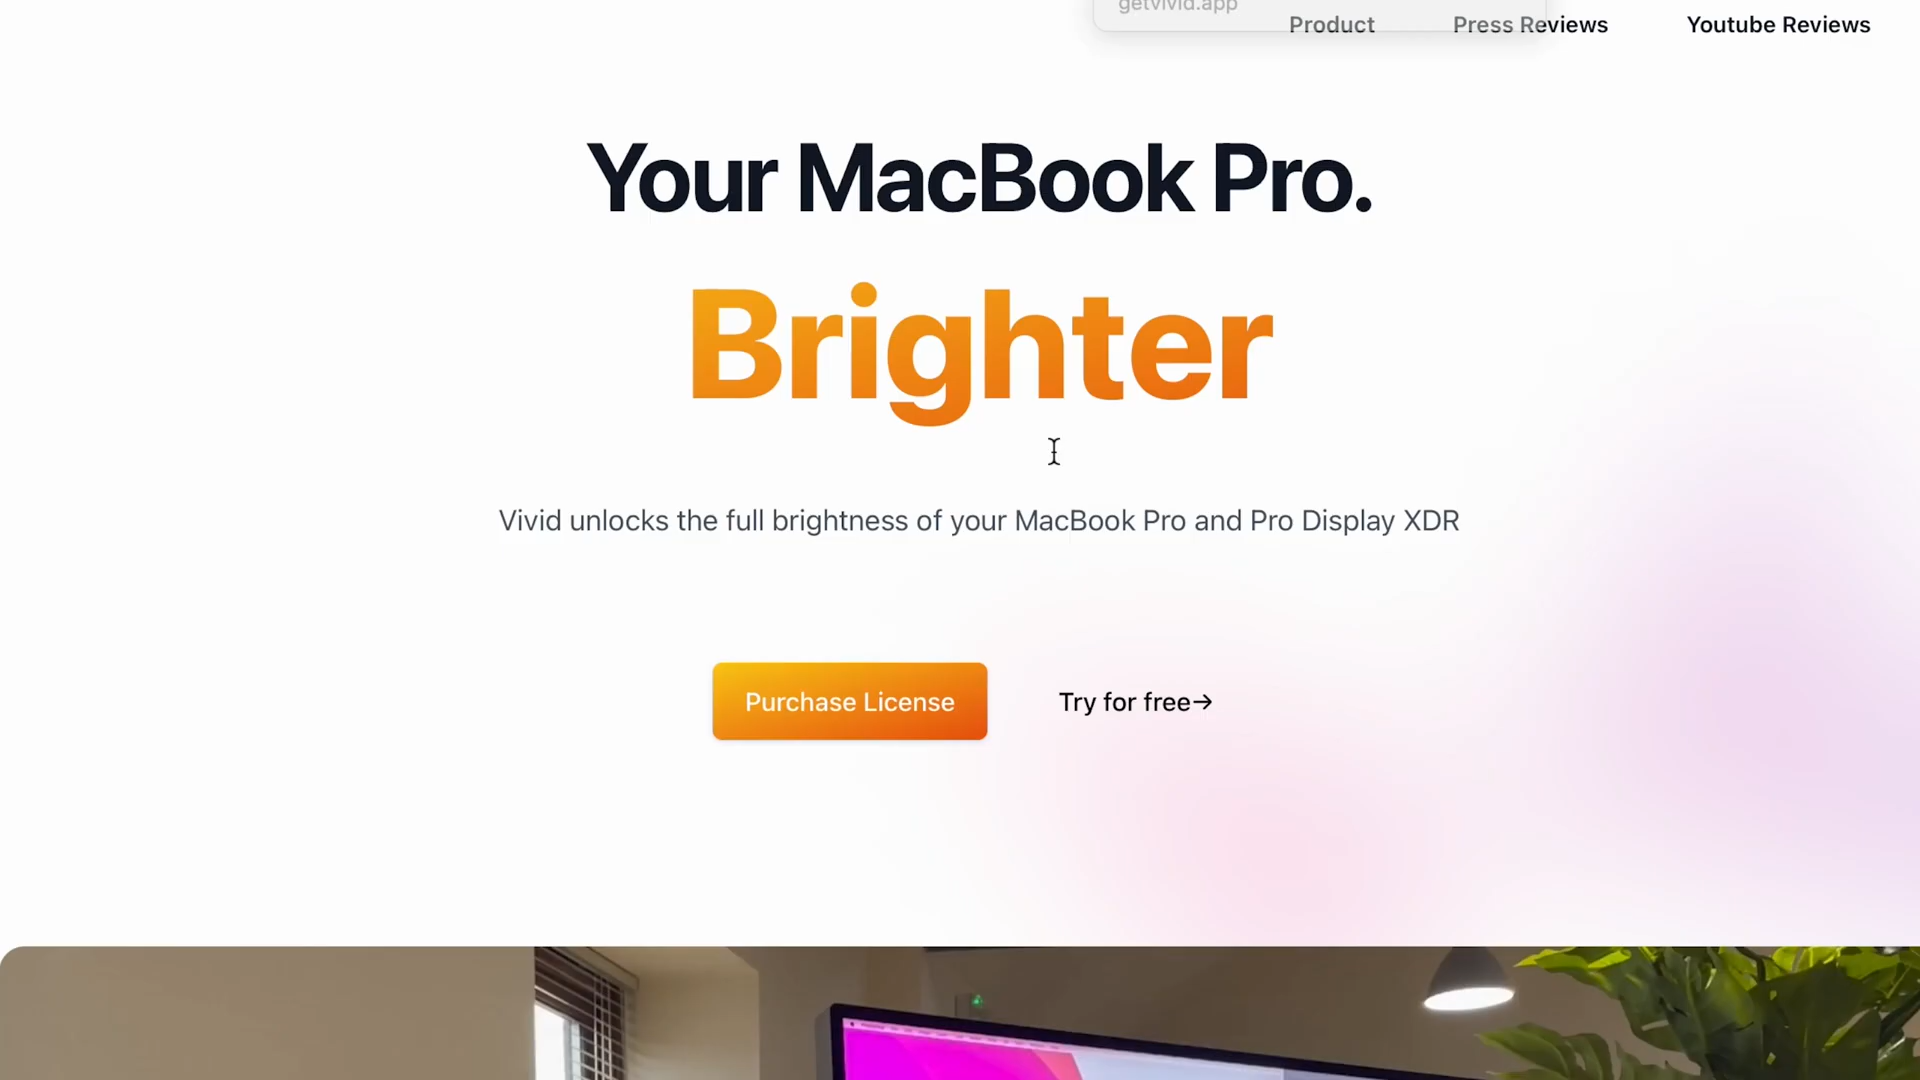 getvivid.app
Product
Press Reviews
Youtube Reviews
Your MacBook Pro.
Brighter
Vivid unlocks the full brightness of your MacBook Pro and Pro Display XDR
Purchase License
Try for free→